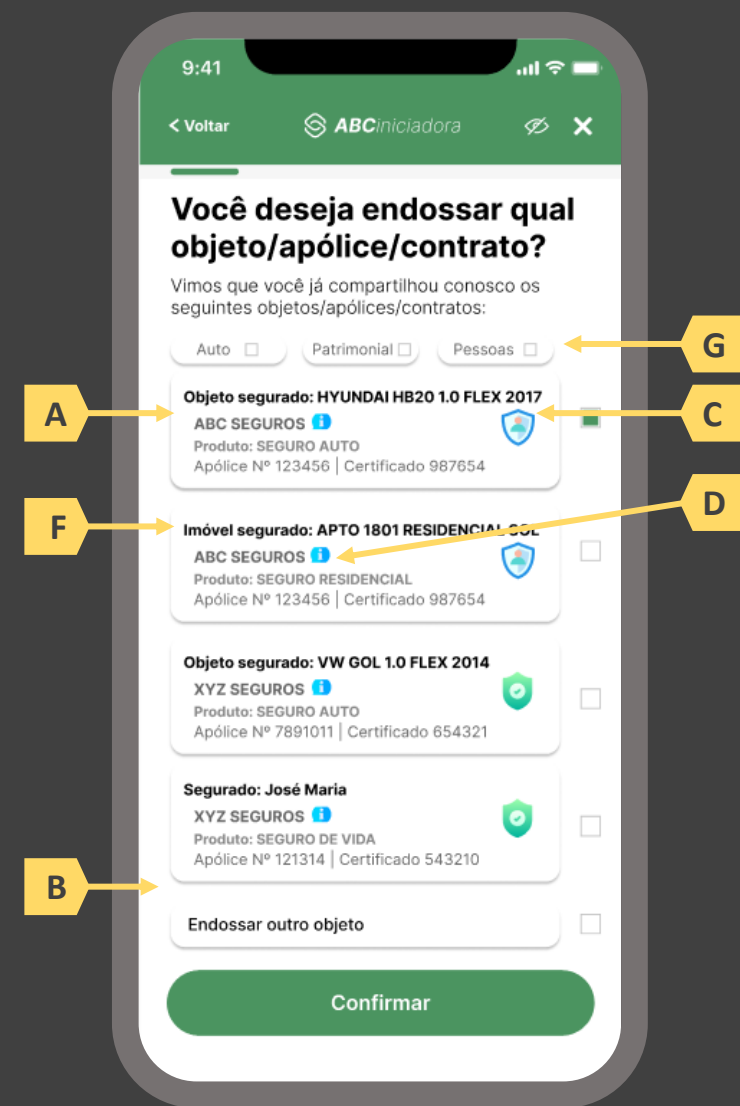 9:41
< Voltar
ABCiniciadora
Você deseja endossar qual
objeto/apólice/contrato?
Vimos que você já compartilhou conosco os
seguintes objetos/apólices/contratos:
Auto
Patrimonial
Pessoas
G
A
Objeto segurado: HYUNDAI HB20 1.0 FLEX 2017
ABC SEGUROS i
Produto: SEGURO AUTO
Apólice Nº 123456 | Certificado 987654
C
D
F
Imóvel segurado: APTO 1801 RESIDENCIAL SOL
ABC SEGUROS i
Produto: SEGURO RESIDENCIAL
Apólice Nº 123456 | Certificado 987654
Objeto segurado: VW GOL 1.0 FLEX 2014
XYZ SEGUROS i
Produto: SEGURO AUTO
Apólice Nº 7891011 | Certificado 654321
Segurado: José Maria
XYZ SEGUROS i
Produto: SEGURO DE VIDA
Apólice Nº 121314 | Certificado 543210
B
Endossar outro objeto
Confirmar